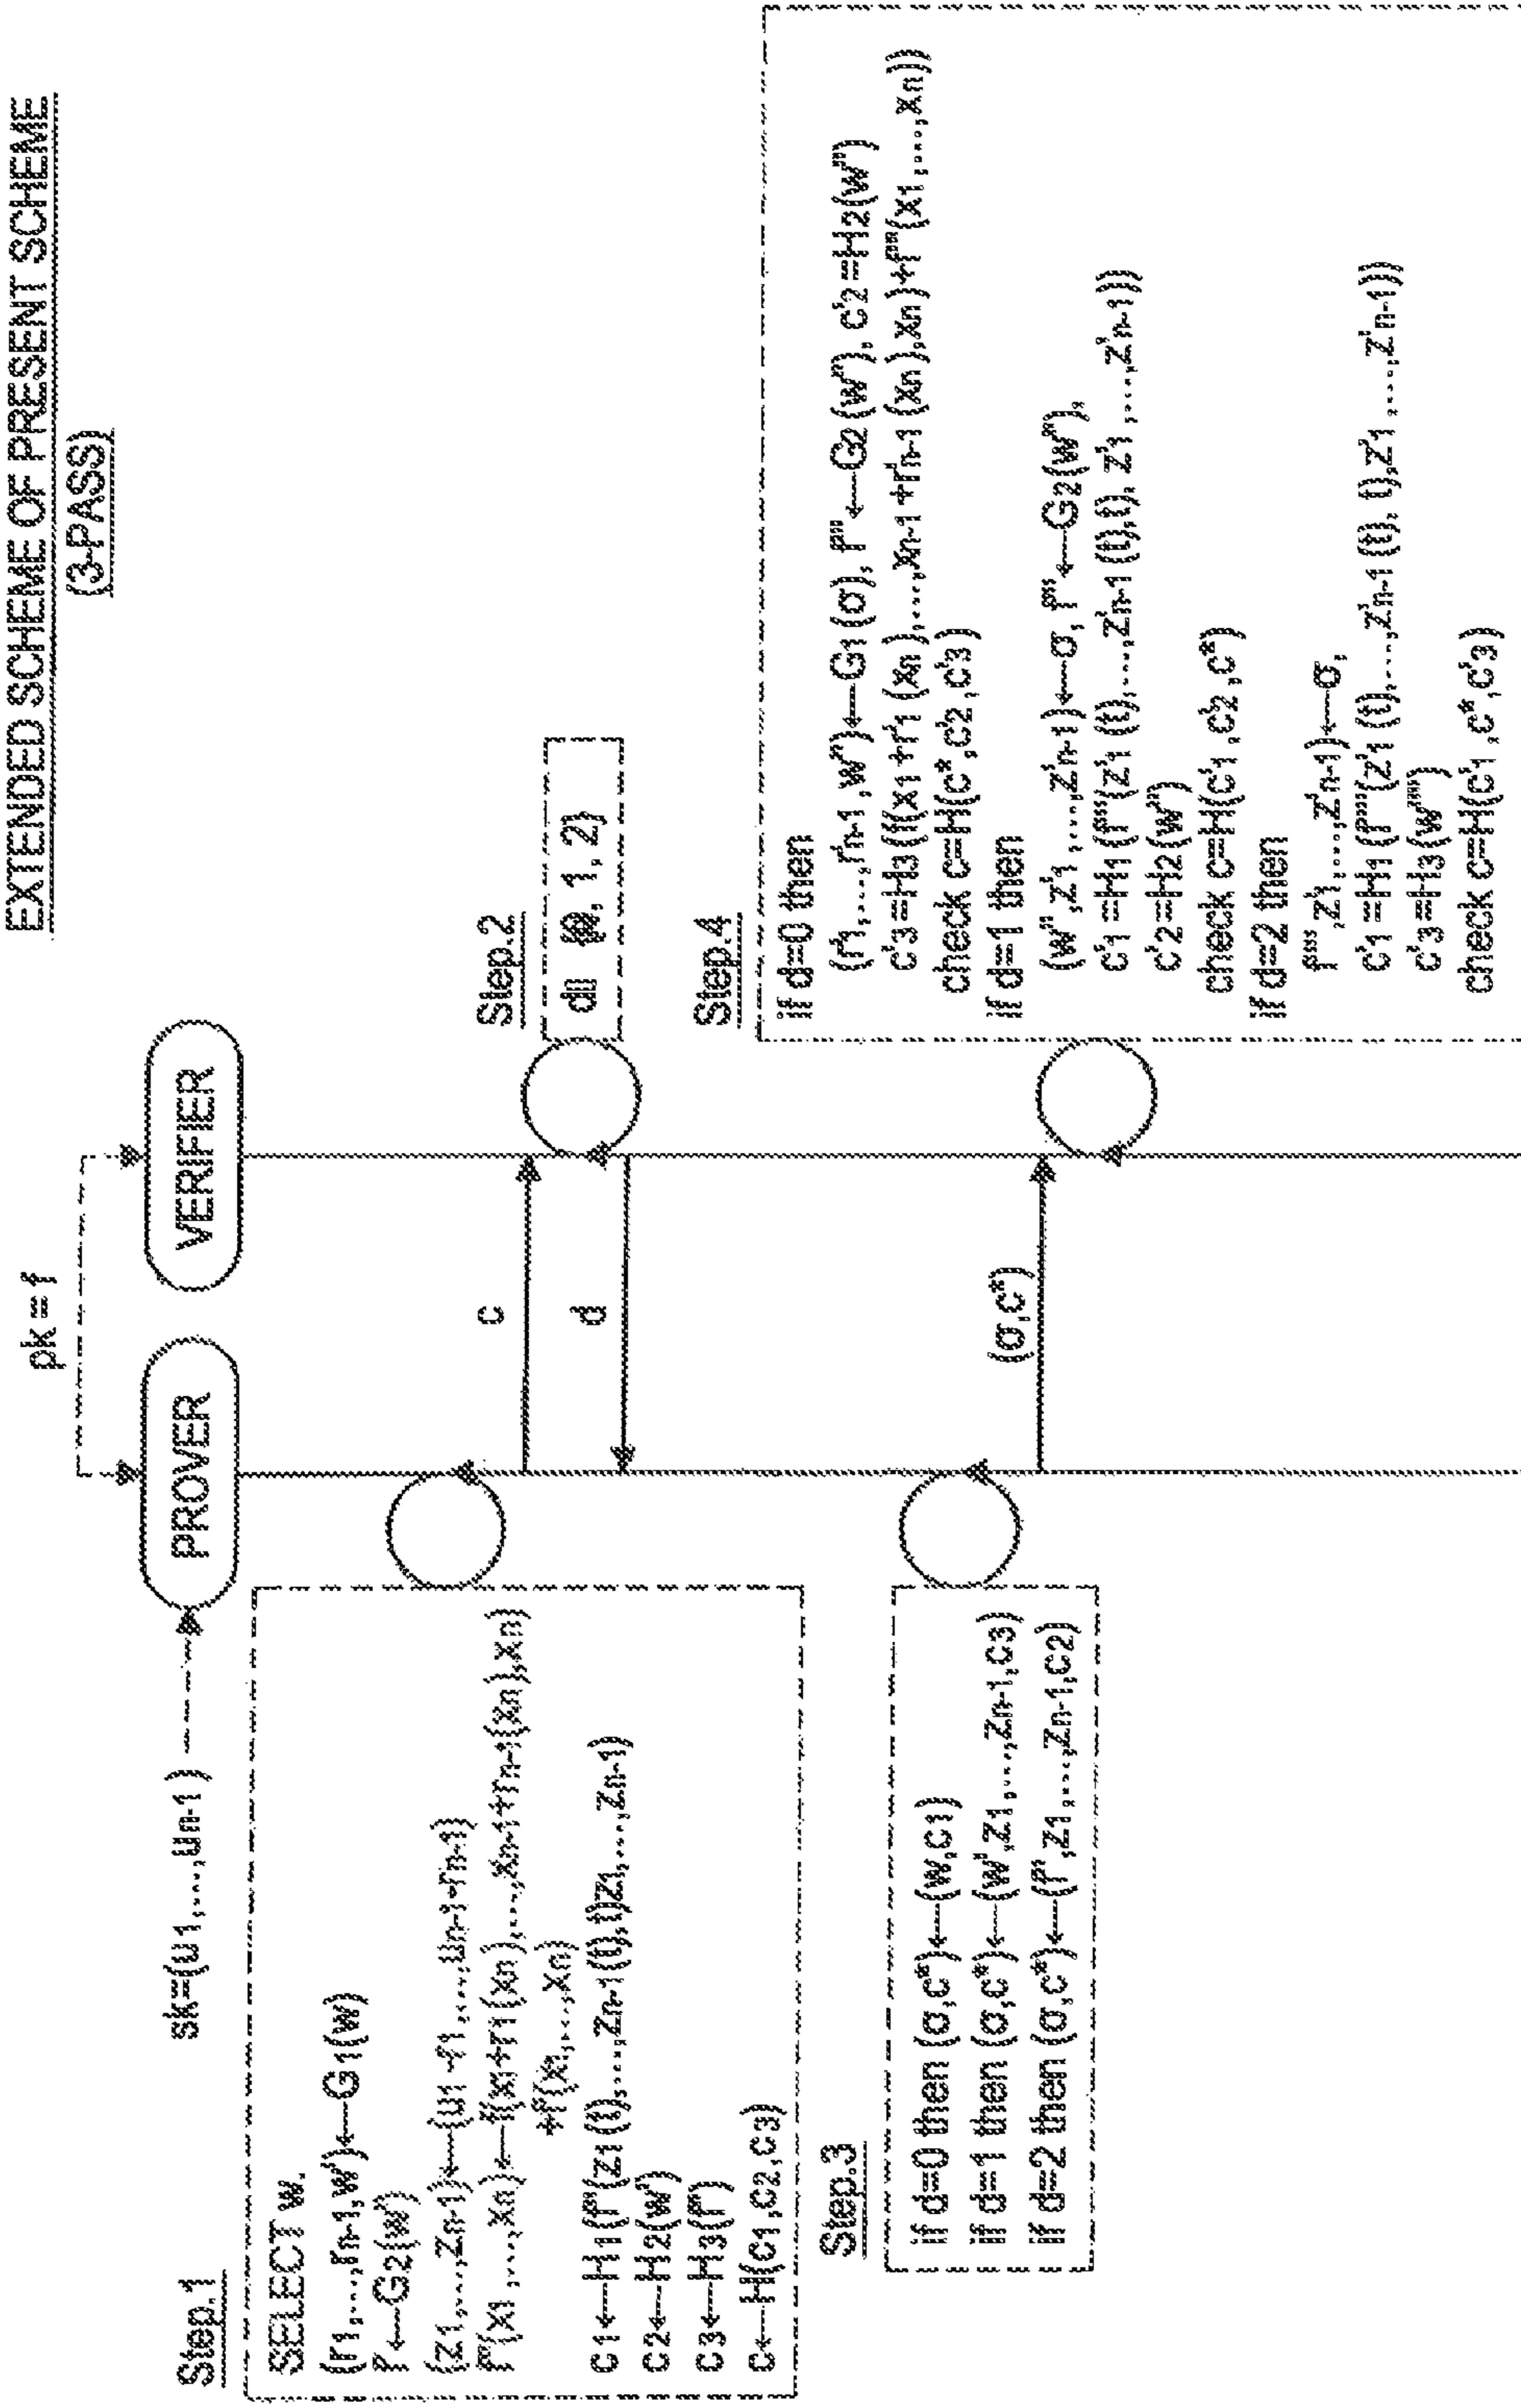 EXTENDED SCHEME OF PRESENT SCHEME
(3-PASS)
pk = f
sk=(u1,...,un-1)
PROVER
VERIFIER
Step.1
SELECT w.
(r1,...,rn-1,w')←G1(w)
f'←G2(w')
(z1,...,zn-1)←(u1-r1,...,un-1-rn-1)
f''(x1,...,xn)←f(x1+r1(xn),...,xn-1+rn-1(xn),xn)
+f'(x1,...,xn)
c1←H1(f''(z1(t),...,zn-1(t),t)z1,...,zn-1)
c2←H2(w')
c3←H3(f'')
c←H(c1,c2,c3)
c
Step.2
1, 2}
d
Step.3
if d=0 then (σ,c*)←(w,c1)
if d=1 then (σ,c*)←(w',z1,...,zn-1,c3)
if d=2 then (σ,c*)←(f'',z1,...,zn-1,c2)
(σ,c*)
Step.4
if d=0 then
(r'1,...,r'n-1,w'')←G1(σ), f'''←G2(w''), c'2=H2(w'')
c'3=H3(f(x1+r'1(xn),...,xn-1+r'n-1(xn),xn)+f'''(x1,...,xn))
check c=H(c*,c'2,c'3)
if d=1 then
(w'',z'1,...,z'n-1)←σ, f'''←G2(w''),
c'1=H1(f'''(z'1(t),...,z'n-1(t),t), z'1,...,z'n-1))
c'2=H2(w'')
check c=H(c'1,c'2,c*)
if d=2 then
f'''',z'1,...,z'n-1)←σ,
c'1=H1(f''''(z'1(t),...,z'n-1(t), t),z'1,...,z'n-1))
c'3=H3(w'''')
check c=H(c'1,c*,c'3)